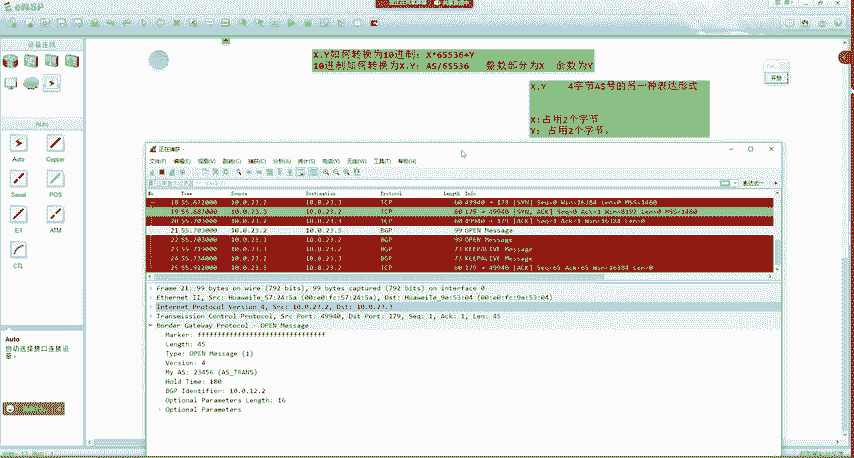 eNSP
X.Y如何转换为10进制：X*65536+Y
10进制如何转换为X.Y: AS/65536 整数部分为X 余数为Y
X.Y 4字节AS号的另一种表达形式
X:占用2个字节
Y: 占用2个字节。
开始
设备连线
Auto
Auto
Copper
Serial
POS
E1
ATM
CTL
Auto
自动选择接口连接设备。
正在捕获 -
文件(F) 编辑(E) 视图(V) 跳转(G) 捕获(C) 分析(A) 统计(S) 电话(Y) 无线(W) 工具(T) 帮助(H)
表达式…
No. Time Source Destination Protocol Length Info
18 55.672000 10.0.23.2 10.0.23.3 TCP 60 49940 → 179 [SYN] Seq=0 Win=16384 Len=0 MSS=1460
19 55.687000 10.0.23.3 10.0.23.2 TCP 60 179 → 49940 [SYN, ACK] Seq=0 Ack=1 Win=8192 Len=0 MSS=1460
20 55.703000 10.0.23.2 10.0.23.3 TCP 60 49940 → 179 [ACK] Seq=1 Ack=1 Win=16384 Len=0
21 55.703000 10.0.23.2 10.0.23.3 BGP 99 OPEN Message
22 55.703000 10.0.23.3 10.0.23.2 BGP 99 OPEN Message
23 55.719000 10.0.23.3 10.0.23.2 BGP 73 KEEPALIVE Message
24 55.734000 10.0.23.2 10.0.23.3 BGP 73 KEEPALIVE Message
25 55.922000 10.0.23.3 10.0.23.2 TCP 60 179 → 49940 [ACK] Seq=65 Ack=65 Win=16384 Len=0
Frame 21: 99 bytes on wire (792 bits), 99 bytes captured (792 bits) on interface 0
Ethernet II, Src: HuaweiTe_57:24:5a (00:e0:fc:57:24:5a), Dst: HuaweiTe_9e:53:04 (00:e0:fc:9e:53:04)
Internet Protocol Version 4, Src: 10.0.23.2, Dst: 10.0.23.3
Transmission Control Protocol, Src Port: 49940, Dst Port: 179, Seq: 1, Ack: 1, Len: 45
Border Gateway Protocol - OPEN Message
Marker: ffffffffffffffffffffffffffffffff
Length: 45
Type: OPEN Message (1)
Version: 4
My AS: 23456 (AS_TRANS)
Hold Time: 180
BGP Identifier: 10.0.12.2
Optional Parameters Length: 16
Optional Parameters